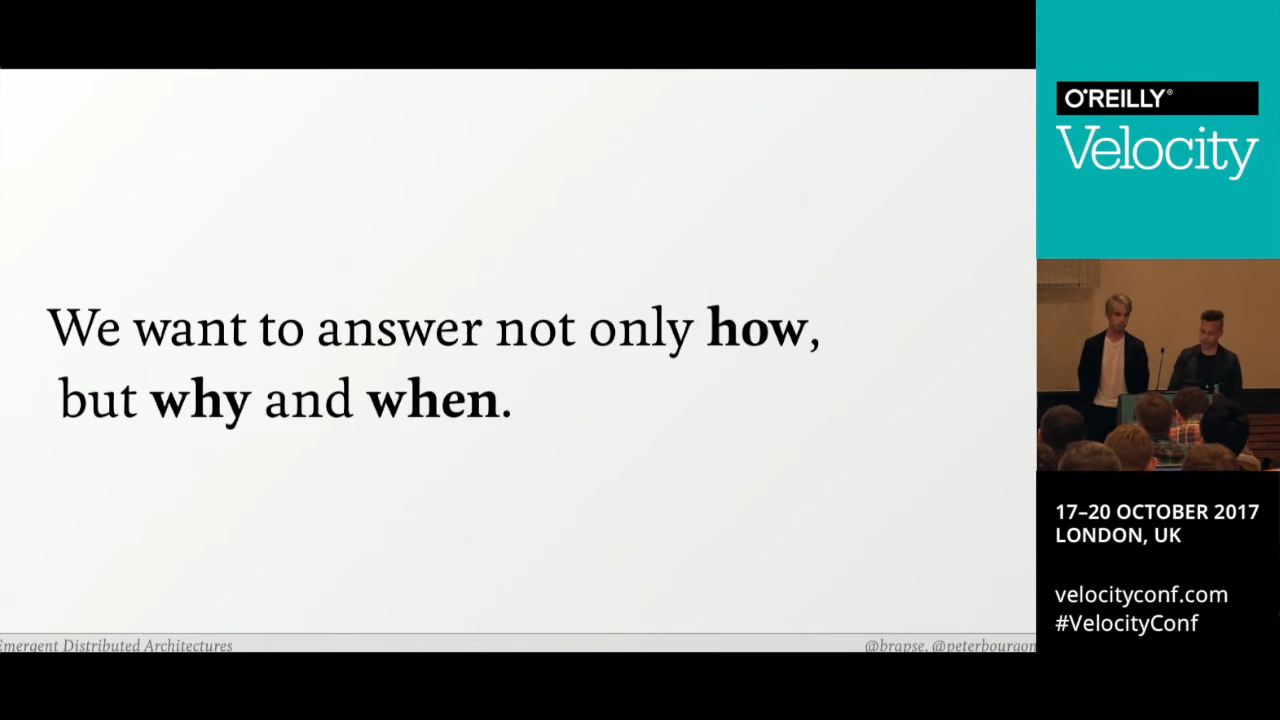 We want to answer not only how,
but why and when.
Emergent Distributed Architectures
@brapse, @peterbourgon
O'REILLY®
Velocity
17–20 OCTOBER 2017
LONDON, UK
velocityconf.com
#VelocityConf